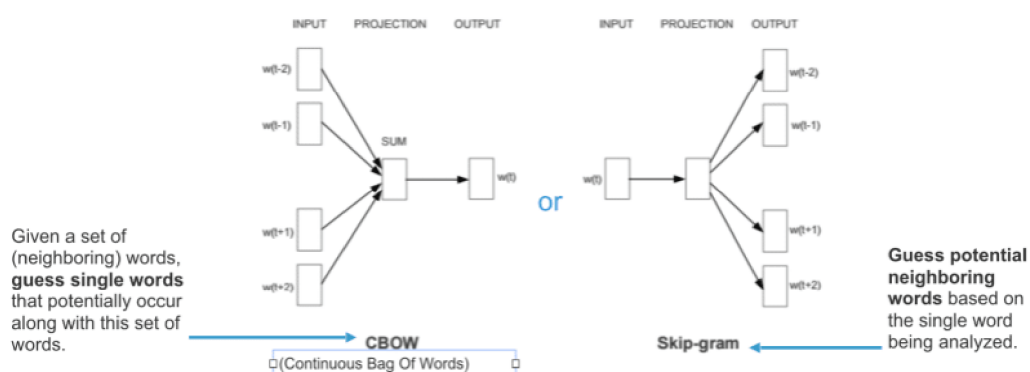 INPUT PROJECTION OUTPUT
w(t-2)
w(t-1)
SUM
w(t)
w(t+1)
w(t+2)
Given a set of
(neighboring) words,
guess single words
that potentially occur
along with this set of
words.
CBOW
(Continuous Bag Of Words)
or
INPUT PROJECTION OUTPUT
w(t-2)
w(t-1)
w(t)
w(t+1)
w(t+2)
Skip-gram
Guess potential
neighboring
words based on
the single word
being analyzed.